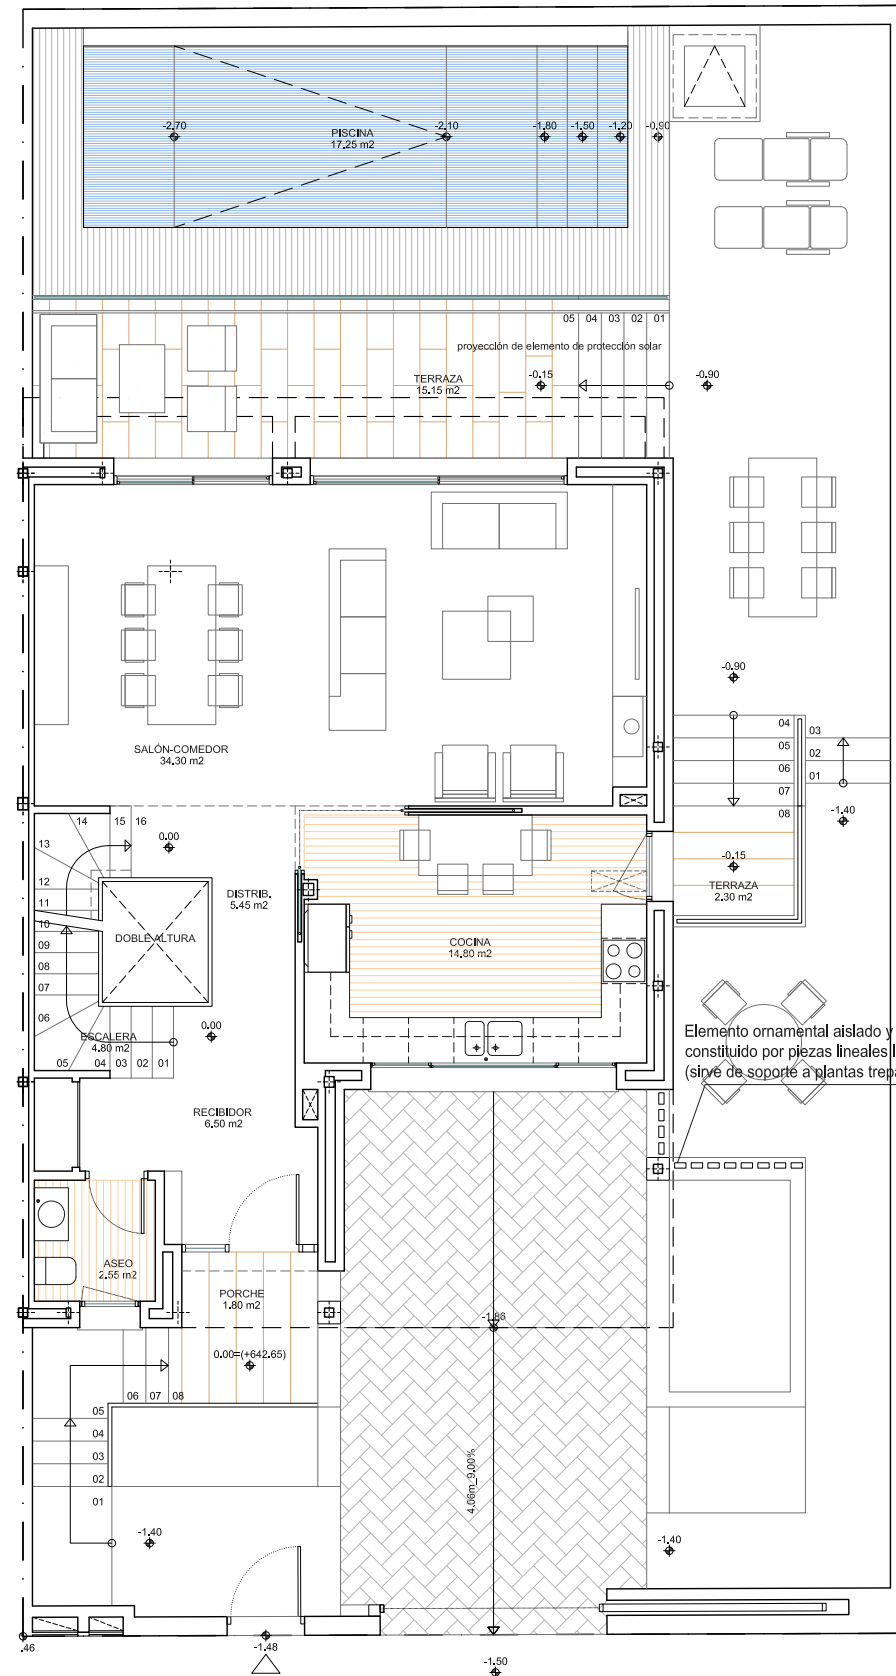 -2.70
PISCINA
17.25 m2
-2.10
-1.80
-1.50
-1.20
-0.90
05 04 03 02 01
proyección de elemento de protección solar
TERRAZA
15.15 m2
-0.15
-0.90
-0.90
SALÓN-COMEDOR
34.30 m2
04
05
06
07
08
03
02
01
-1.40
14 15 16
13
12
11
10
09
08
07
06
05 04 03 02 01
0.00
DISTRIB.
5.45 m2
DOBLE ALTURA
COCINA
14.80 m2
-0.15
TERRAZA
2.30 m2
0.00
ESCALERA
4.80 m2
Elemento ornamental aislado y
constituido por piezas lineales
(sirve de soporte a plantas
RECIBIDOR
6.50 m2
ASEO
2.55 m2
PORCHE
1.80 m2
-1.86
0.00=(+642.65)
06 07 08
05
04
03
02
01
4.06m_9.00%
-1.40
-1.40
.46
-1.48
-1.50